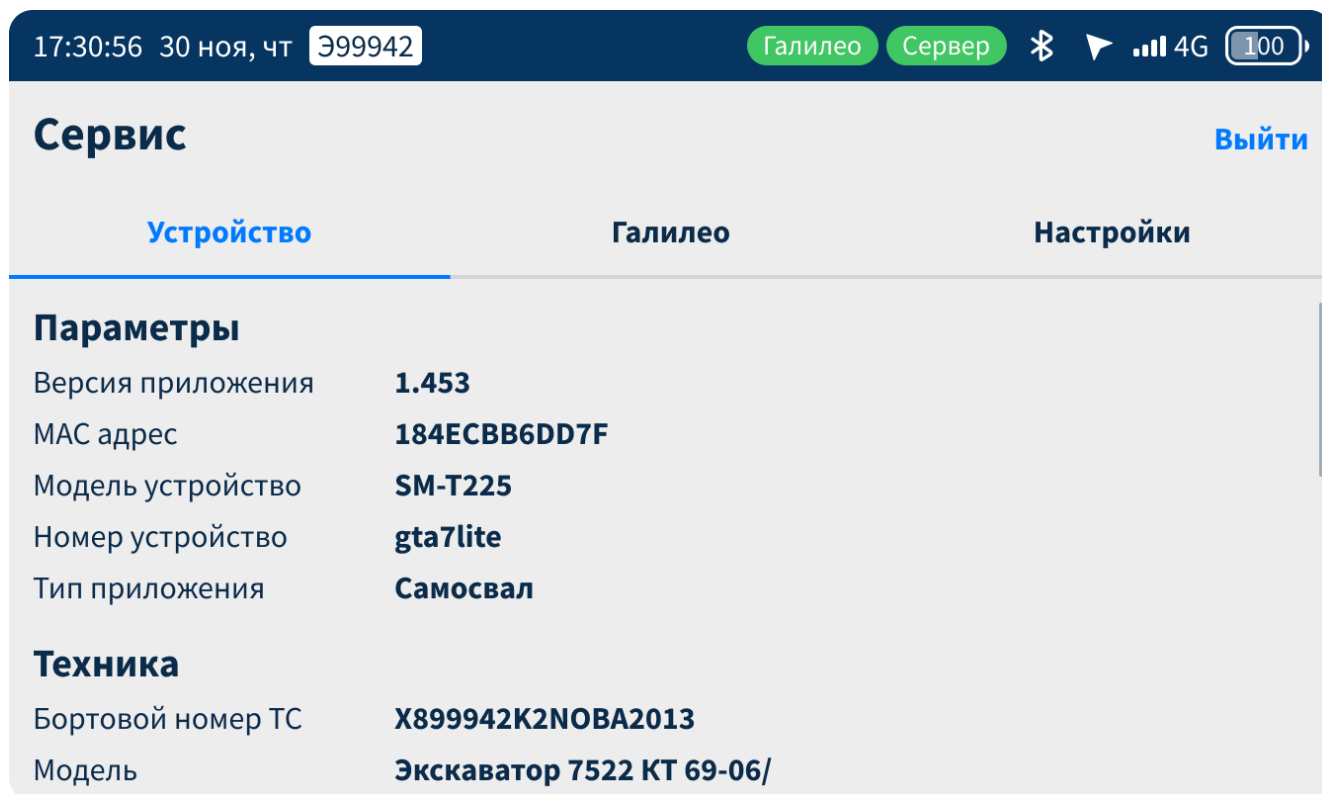 17:30:56 30 ноя, чт Э99942 Галилео Сервер 4G 100
Сервис Выйти
Устройство Галилео Настройки
Параметры
Версия приложения 1.453
MAC адрес 184ECBB6DD7F
Модель устройство SM-T225
Номер устройство gta7lite
Тип приложения Самосвал
Техника
Бортовой номер ТС X899942K2NOBA2013
Модель Экскаватор 7522 КТ 69-06/